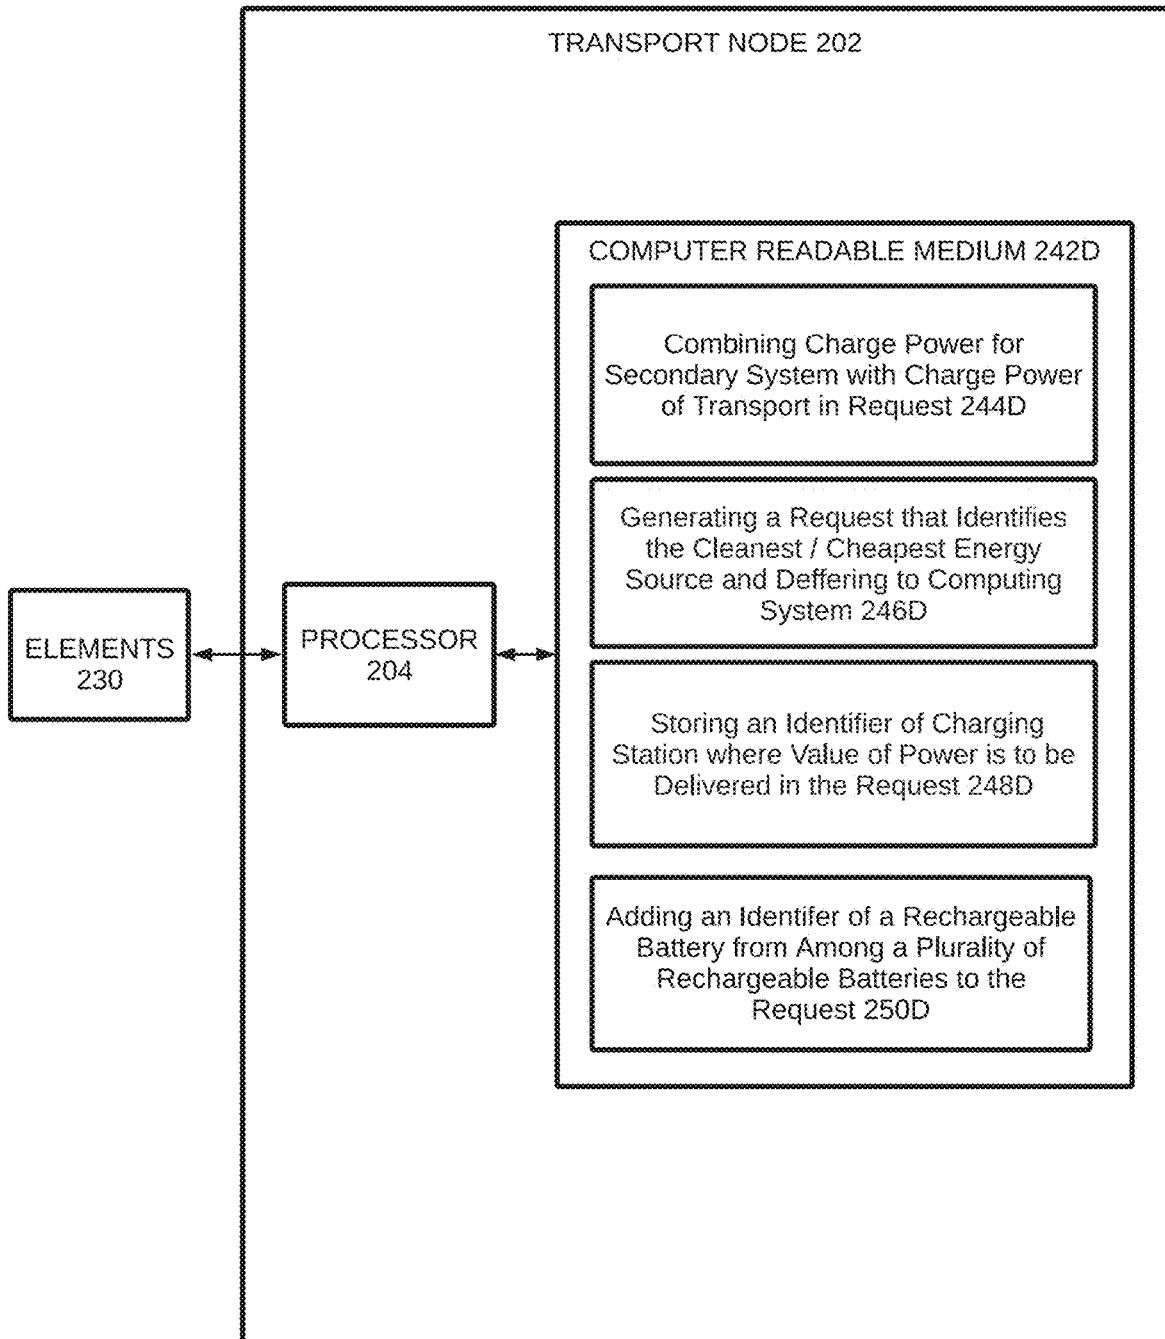 TRANSPORT NODE 202
COMPUTER READABLE MEDIUM 242D
Combining Charge Power for
Secondary System with Charge Power
of Transport in Request 244D
Generating a Request that Identifies
the Cleanest / Cheapest Energy
Source and Deffering to Computing
System 246D
ELEMENTS
230
PROCESSOR
204
Storing an Identifier of Charging
Station where Value of Power is to be
Delivered in the Request 248D
Adding an Identifer of a Rechargeable
Battery from Among a Plurality of
Rechargeable Batteries to the
Request 250D